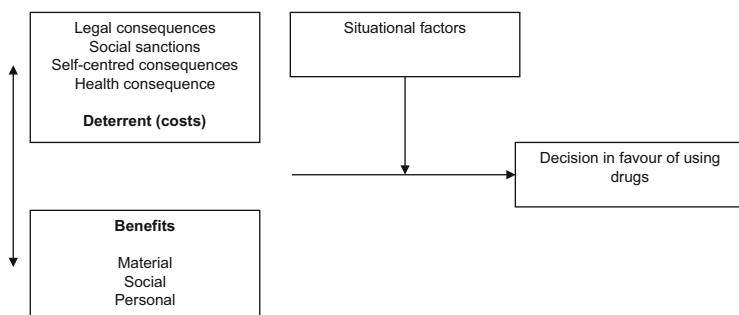 Legal consequences
Social sanctions
Self-centred consequences
Health consequence
Deterrent (costs)
Situational factors
Decision in favour of using
drugs
Benefits
Material
Social
Personal